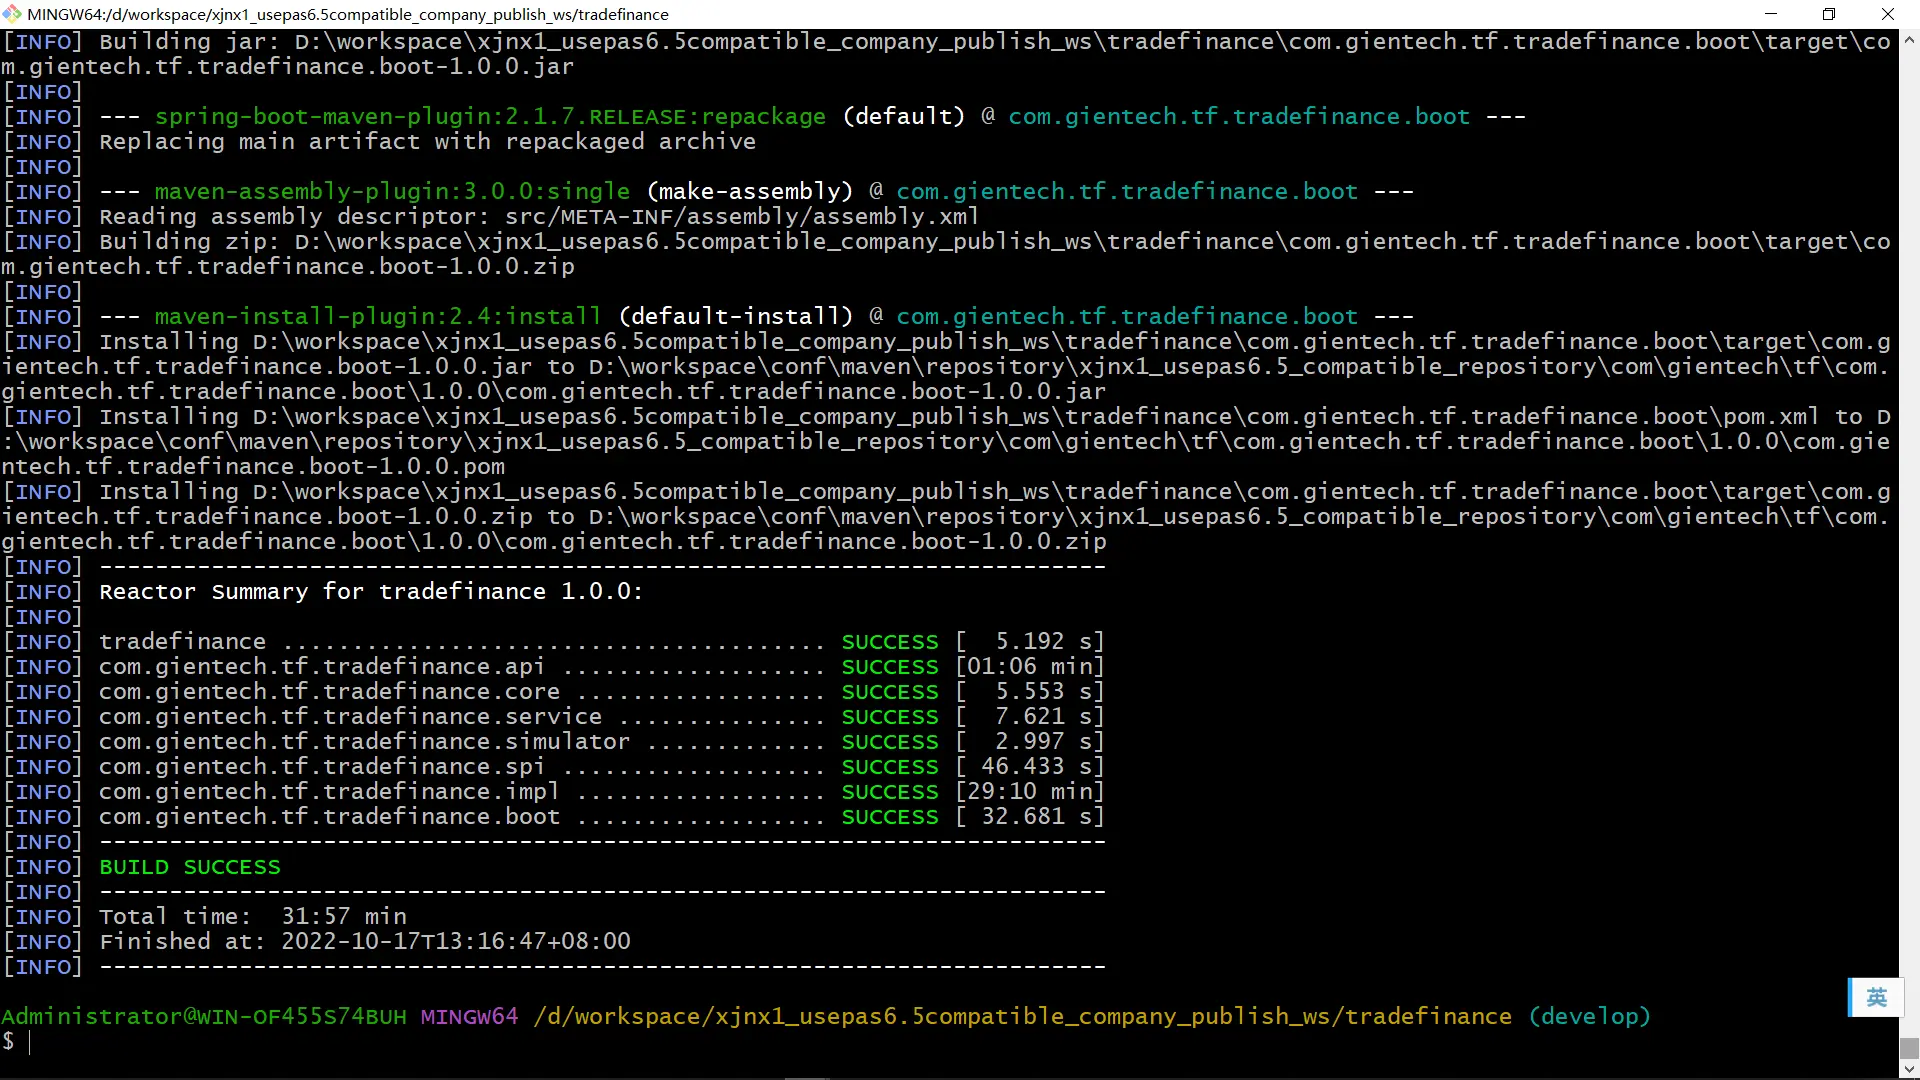 MINGW64:/d/workspace/xjnx1_usepas6.5compatible_company_publish_ws/tradefinance
[INFO] Building jar: D:\workspace\xjnx1_usepas6.5compatible_company_publish_ws\tradefinance\com.gientech.tf.tradefinance.boot\target\co
m.gientech.tf.tradefinance.boot-1.0.0.jar
[INFO]
[INFO] --- spring-boot-maven-plugin:2.1.7.RELEASE:repackage (default) @ com.gientech.tf.tradefinance.boot ---
[INFO] Replacing main artifact with repackaged archive
[INFO]
[INFO] --- maven-assembly-plugin:3.0.0:single (make-assembly) @ com.gientech.tf.tradefinance.boot ---
[INFO] Reading assembly descriptor: src/META-INF/assembly/assembly.xml
[INFO] Building zip: D:\workspace\xjnx1_usepas6.5compatible_company_publish_ws\tradefinance\com.gientech.tf.tradefinance.boot\target\co
m.gientech.tf.tradefinance.boot-1.0.0.zip
[INFO]
[INFO] --- maven-install-plugin:2.4:install (default-install) @ com.gientech.tf.tradefinance.boot ---
[INFO] Installing D:\workspace\xjnx1_usepas6.5compatible_company_publish_ws\tradefinance\com.gientech.tf.tradefinance.boot\target\com.g
ientech.tf.tradefinance.boot-1.0.0.jar to D:\workspace\conf\maven\repository\xjnx1_usepas6.5_compatible_repository\com\gientech\tf\com.
gientech.tf.tradefinance.boot\1.0.0\com.gientech.tf.tradefinance.boot-1.0.0.jar
[INFO] Installing D:\workspace\xjnx1_usepas6.5compatible_company_publish_ws\tradefinance\com.gientech.tf.tradefinance.boot\pom.xml to D
:\workspace\conf\maven\repository\xjnx1_usepas6.5_compatible_repository\com\gientech\tf\com.gientech.tf.tradefinance.boot\1.0.0\com.gie
ntech.tf.tradefinance.boot-1.0.0.pom
[INFO] Installing D:\workspace\xjnx1_usepas6.5compatible_company_publish_ws\tradefinance\com.gientech.tf.tradefinance.boot\target\com.g
ientech.tf.tradefinance.boot-1.0.0.zip to D:\workspace\conf\maven\repository\xjnx1_usepas6.5_compatible_repository\com\gientech\tf\com.
gientech.tf.tradefinance.boot\1.0.0\com.gientech.tf.tradefinance.boot-1.0.0.zip
[INFO] ------------------------------------------------------------------------
[INFO] Reactor Summary for tradefinance 1.0.0:
[INFO]
[INFO] tradefinance ....................................... SUCCESS [  5.192 s]
[INFO] com.gientech.tf.tradefinance.api ................... SUCCESS [01:06 min]
[INFO] com.gientech.tf.tradefinance.core .................. SUCCESS [  5.553 s]
[INFO] com.gientech.tf.tradefinance.service ............... SUCCESS [  7.621 s]
[INFO] com.gientech.tf.tradefinance.simulator ............. SUCCESS [  2.997 s]
[INFO] com.gientech.tf.tradefinance.spi ................... SUCCESS [ 46.433 s]
[INFO] com.gientech.tf.tradefinance.impl .................. SUCCESS [29:10 min]
[INFO] com.gientech.tf.tradefinance.boot .................. SUCCESS [ 32.681 s]
[INFO] ------------------------------------------------------------------------
[INFO] BUILD SUCCESS
[INFO] ------------------------------------------------------------------------
[INFO] Total time:  31:57 min
[INFO] Finished at: 2022-10-17T13:16:47+08:00
[INFO] ------------------------------------------------------------------------
英
Administrator@WIN-OF455S74BUH MINGW64 /d/workspace/xjnx1_usepas6.5compatible_company_publish_ws/tradefinance (develop)
$